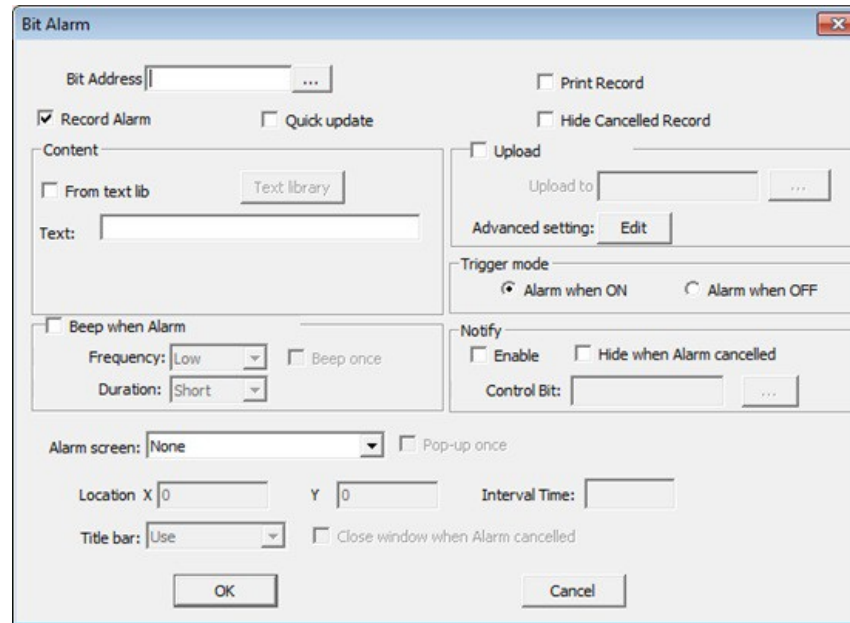 Bit Alarm
Bit Address ...
Print Record
Record Alarm Quick update Hide Cancelled Record
Content
From text lib Text library
Text:
Upload
Upload to ...
Advanced setting: Edit
Trigger mode
Alarm when ON Alarm when OFF
Beep when Alarm
Frequency: Low Beep once
Duration: Short
Notify
Enable Hide when Alarm cancelled
Control Bit: ...
Alarm screen: None Pop-up once
Location X 0 Y 0 Interval Time:
Title bar: Use Close window when Alarm cancelled
OK Cancel